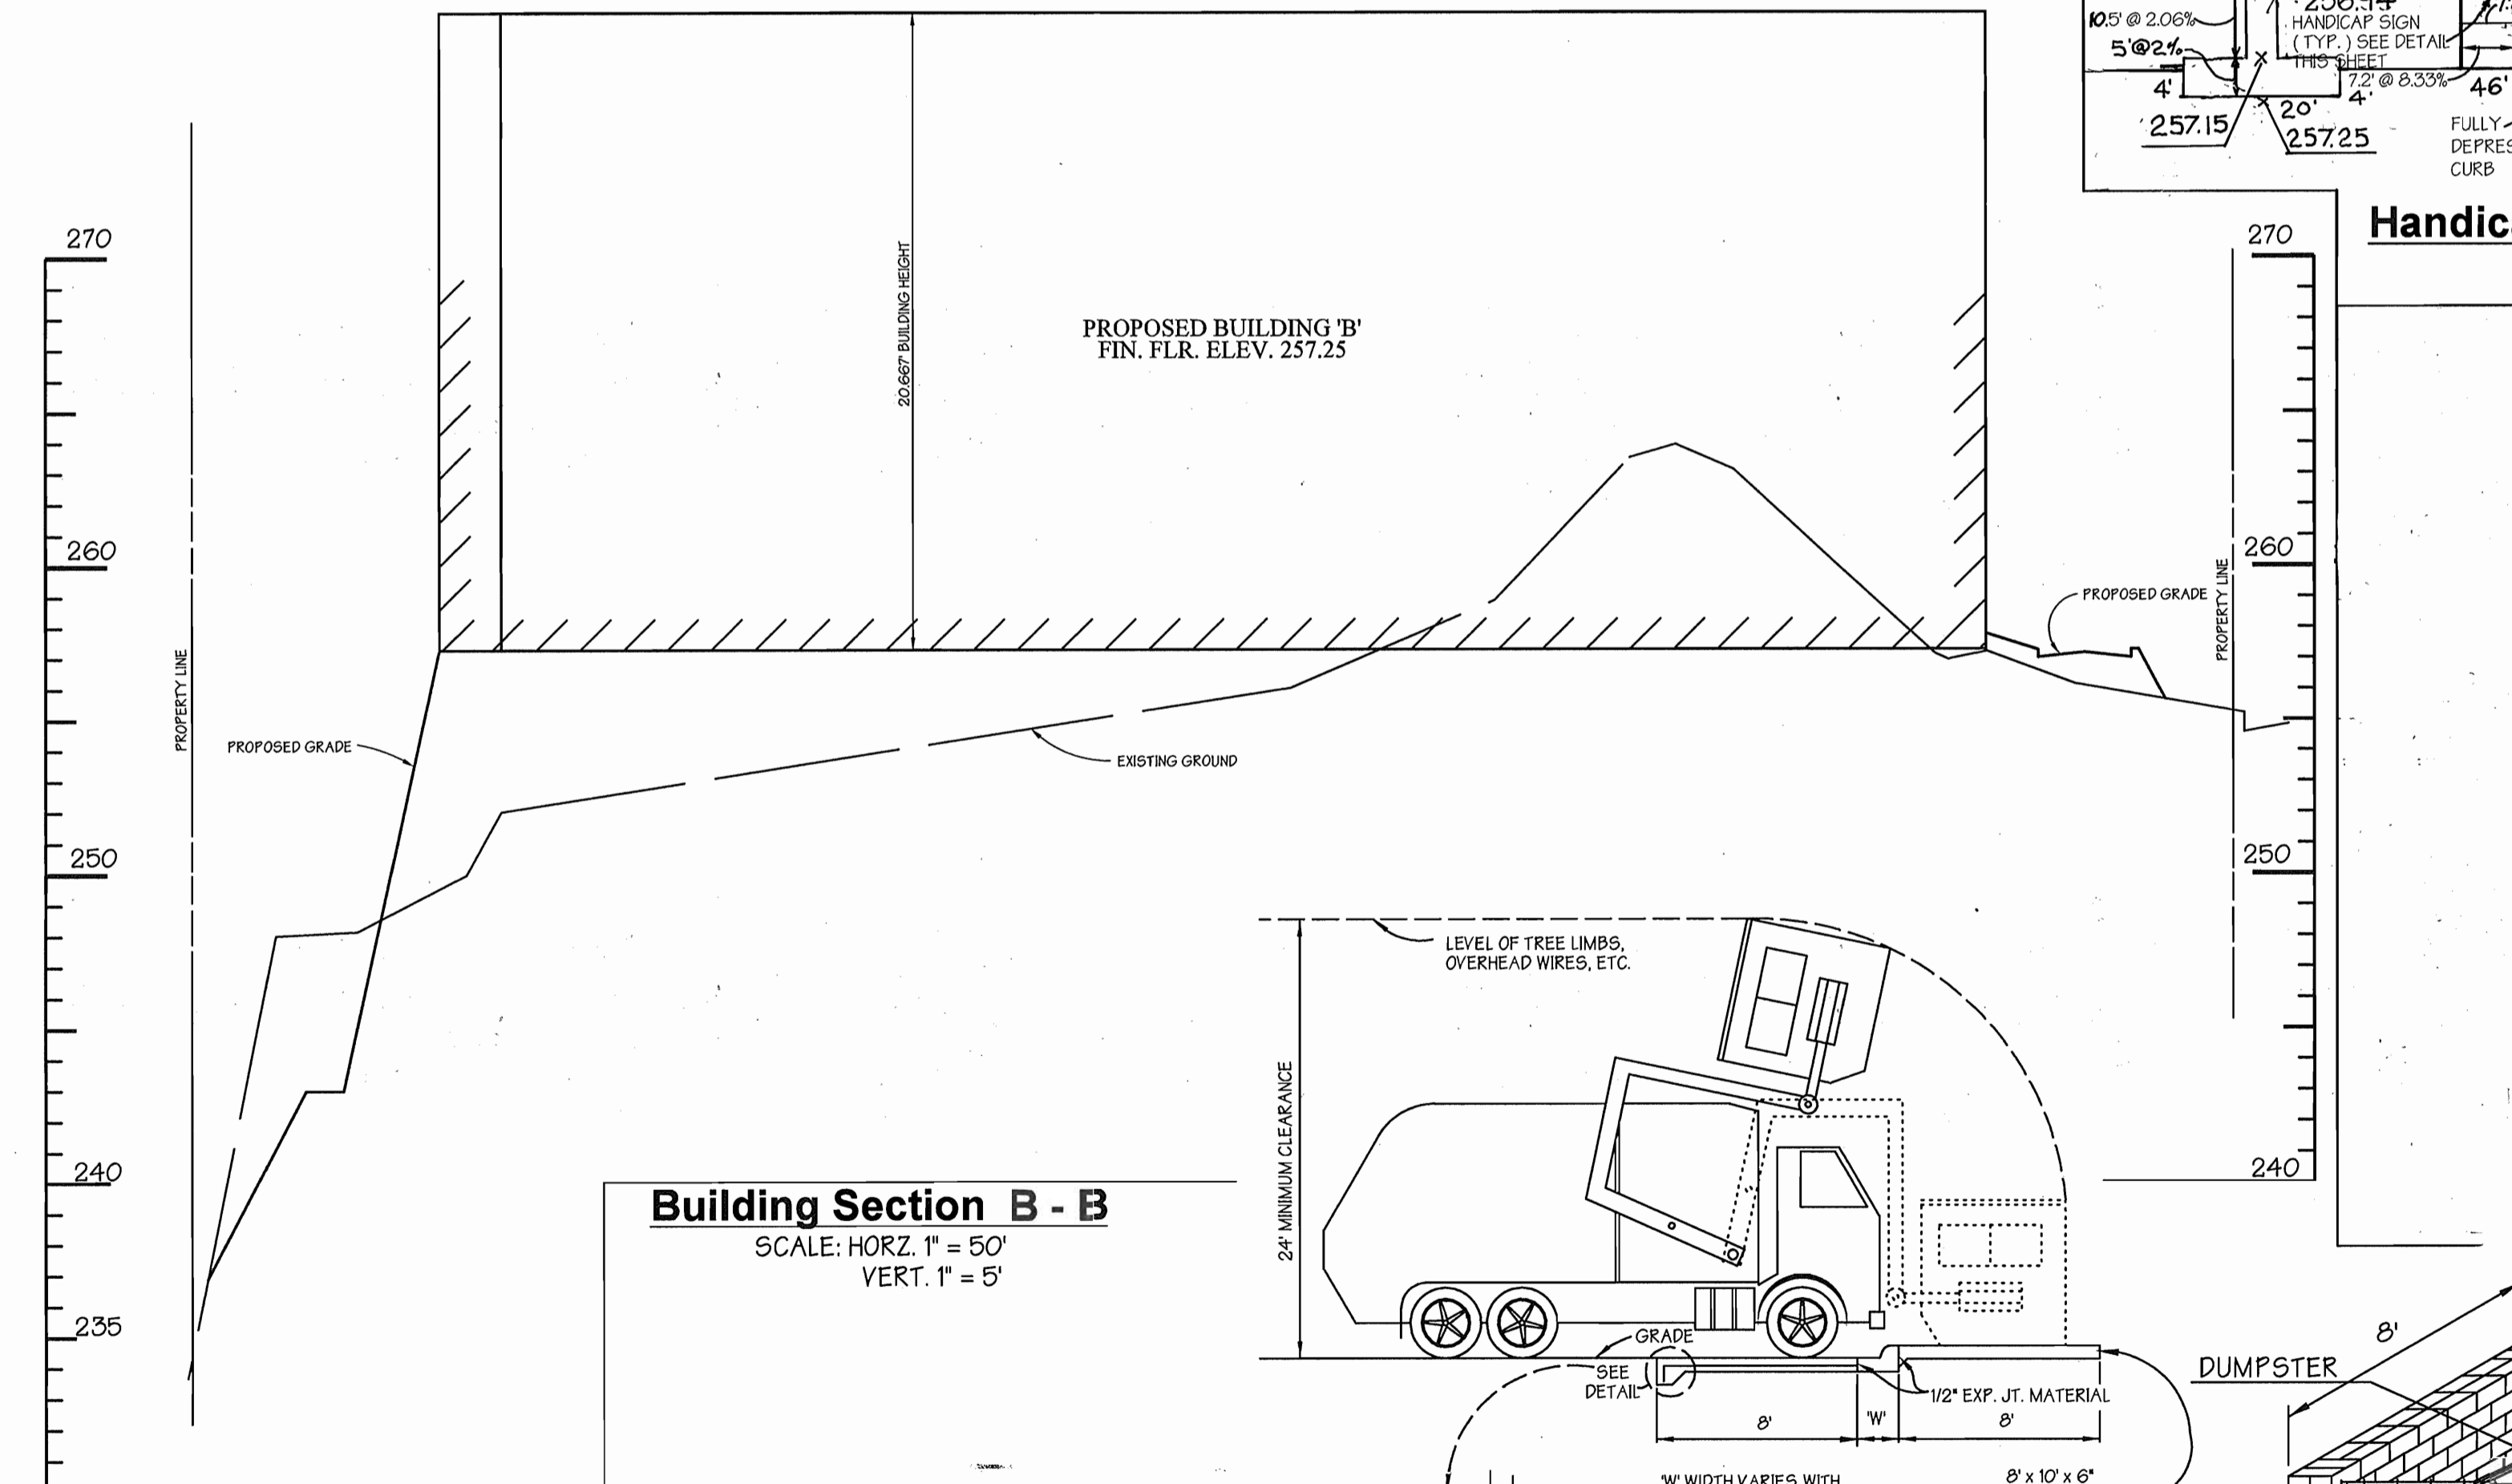 10.5' @ 2.06%
HANDICAP SIGN
( TYP. ) SEE DETAIL
THIS SHEET
5'@2%
7.2' @ 8.33%
4'
20'
4'
46'
257.15
257.25
FULLY
DEPRES
CURB
Handic
270
260
250
240
235
270
260
250
240
PROPERTY LINE
PROPERTY LINE
20.667' BUILDING HEIGHT
PROPOSED BUILDING 'B'
FIN. FLR. ELEV. 257.25
PROPOSED GRADE
PROPOSED GRADE
EXISTING GROUND
Building Section B - B
SCALE: HORZ. 1" = 50'
VERT. 1" = 5'
LEVEL OF TREE LIMBS,
OVERHEAD WIRES, ETC.
24' MINIMUM CLEARANCE
GRADE
SEE
DETAIL
1/2" EXP. JT. MATERIAL
8'
'W'
8'
8' x 10' x 6"
'W' WIDTH VARIES WITH
DUMPSTER
8'